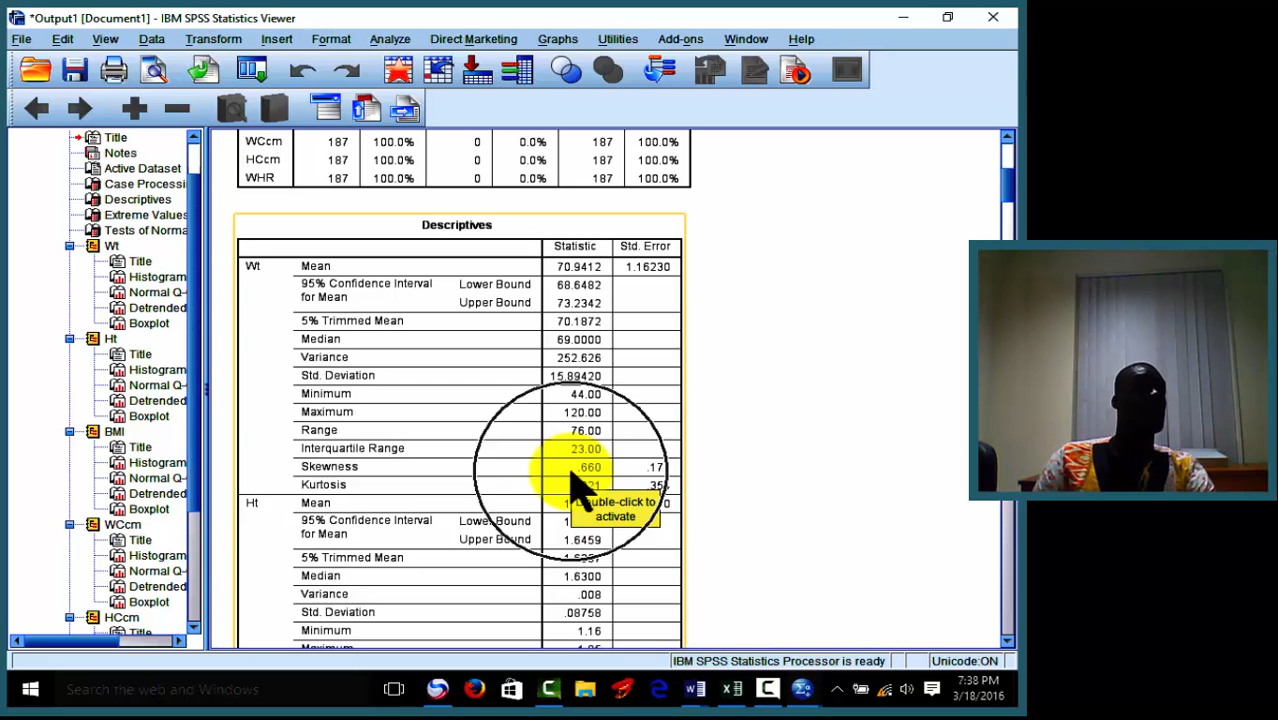 *Output1 [Document1] - IBM SPSS Statistics Viewer
File Edit View Data Transform Insert Format Analyze Direct Marketing Graphs Utilities Add-ons Window Help
Title
Notes
Active Dataset
Case Processi
Descriptives
Extreme Values
Tests of Norma
Wt
Title
Histogram
Normal Q-
Detrended
Boxplot
Ht
Title
Histogram
Normal Q-
Detrended
Boxplot
BMI
Title
Histogram
Normal Q-
Detrended
Boxplot
WCcm
Title
Histogram
Normal Q-
Detrended
Boxplot
HCcm
WCcm 187 100.0% 0 0.0% 187 100.0%
HCcm 187 100.0% 0 0.0% 187 100.0%
WHR 187 100.0% 0 0.0% 187 100.0%
Descriptives
Statistic Std. Error
Wt Mean 70.9412 1.16230
95% Confidence Interval for Mean Lower Bound 68.6482
Upper Bound 73.2342
5% Trimmed Mean 70.1872
Median 69.0000
Variance 252.626
Std. Deviation 15.89420
Minimum 44.00
Maximum 120.00
Range 76.00
Interquartile Range 23.00
Skewness .660 .17
Kurtosis .35
Ht Mean
95% Confidence Interval for Mean Lower Bound
Upper Bound 1.6459
5% Trimmed Mean
Median 1.6300
Variance .008
Std. Deviation .08758
Minimum 1.16
Maximum
double-click to
activate
IBM SPSS Statistics Processor is ready Unicode:ON
Search the web and Windows
7:38 PM
3/18/2016